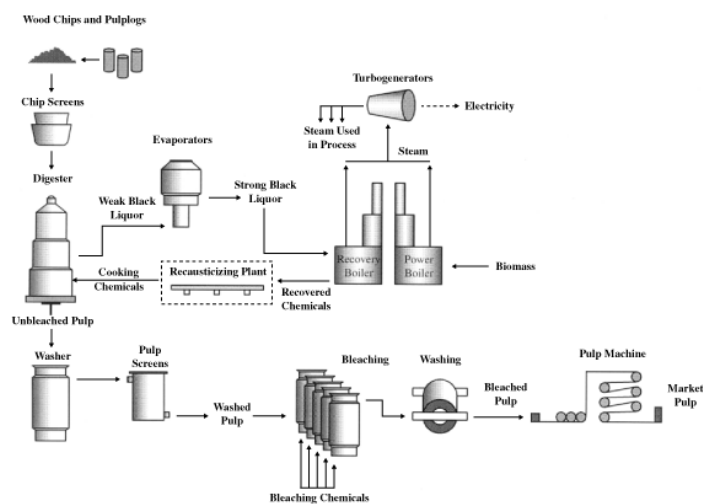 Wood Chips and Pulplogs
Chip Screens
Digester
Evaporators
Weak Black
Liquor
Strong Black
Liquor
Turbogenerators
Electricity
Steam Used
in Process
Steam
Recovery
Boiler
Power
Boiler
Biomass
Cooking
Chemicals
Recausticizing Plant
Recovered
Chemicals
Unbleached Pulp
Washer
Pulp
Screens
Washed
Pulp
Bleaching
Bleaching Chemicals
Washing
Bleached
Pulp
Pulp Machine
Market
Pulp